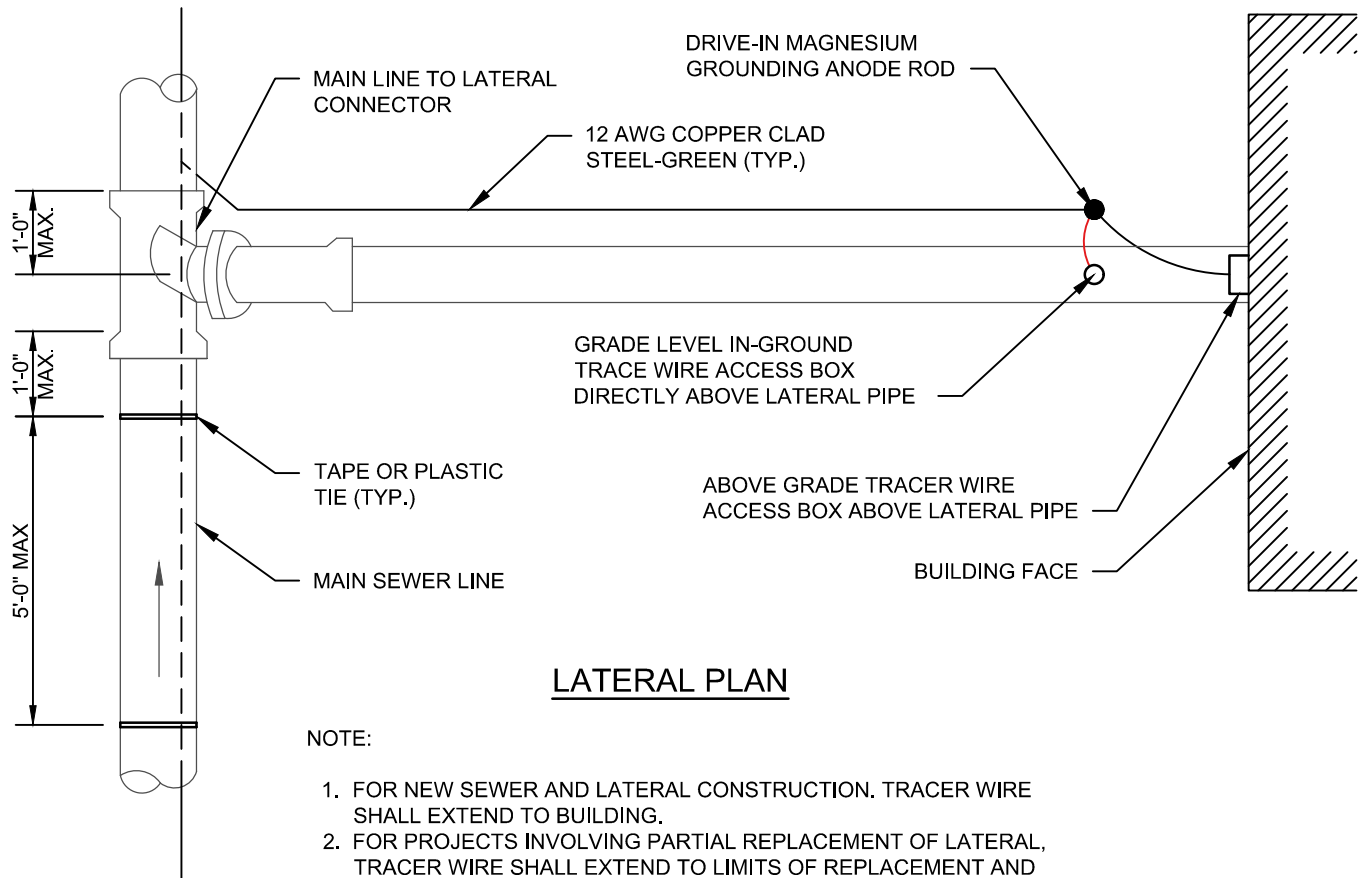 DRIVE-IN MAGNESIUM
GROUNDING ANODE ROD
MAIN LINE TO LATERAL
CONNECTOR
12 AWG COPPER CLAD
STEEL-GREEN (TYP.)
1'-0"
MAX.
1'-0"
MAX.
5'-0" MAX
GRADE LEVEL IN-GROUND
TRACE WIRE ACCESS BOX
DIRECTLY ABOVE LATERAL PIPE
TAPE OR PLASTIC
TIE (TYP.)
ABOVE GRADE TRACER WIRE
ACCESS BOX ABOVE LATERAL PIPE
MAIN SEWER LINE
BUILDING FACE
LATERAL PLAN
NOTE:
1. FOR NEW SEWER AND LATERAL CONSTRUCTION. TRACER WIRE
SHALL EXTEND TO BUILDING.
2. FOR PROJECTS INVOLVING PARTIAL REPLACEMENT OF LATERAL,
TRACER WIRE SHALL EXTEND TO LIMITS OF REPLACEMENT AND